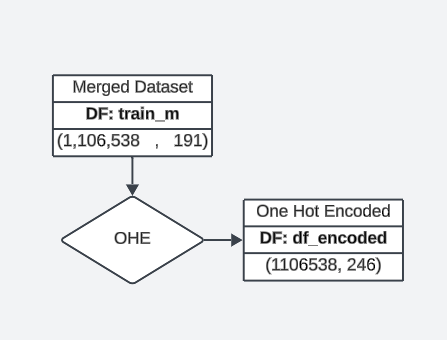 Merged Dataset
DF: train_m
(1,106,538 , 191)
OHE
One Hot Encoded
DF: df_encoded
(1106538, 246)